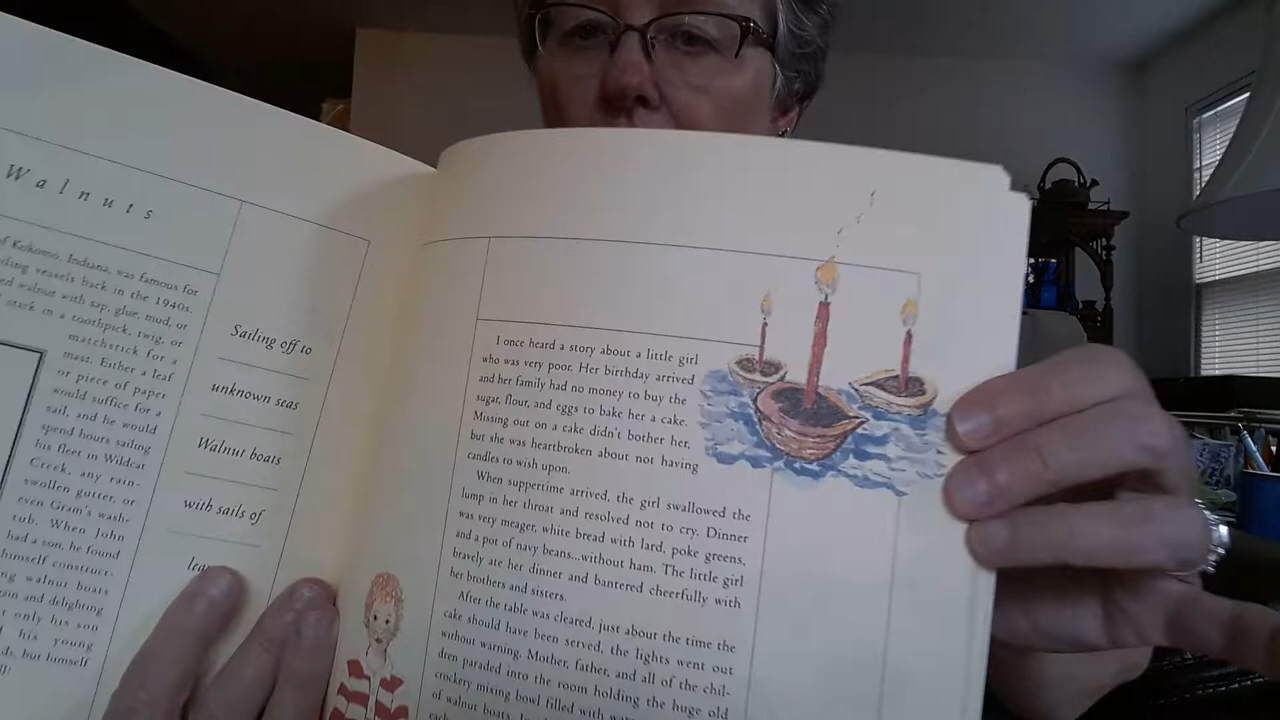 Walnuts
of Kokomo, Indiana, was famous for
iling vessels back in the 1940s.
ed walnut with sap, glue, mud, or
stick in a toothpick, twig, or
matchstick for a
mast. Either a leaf
or piece of paper
would suffice for a
sail, and he would
spend hours sailing
his fleet in Wildcat
Creek, any rain-
swollen gutter, or
even Gram's wash-
tub. When John
had a son, he found
himself construct-
ng walnut boats
ain and delighting
t only his son
his young
ds, but himself
Sailing off to
unknown seas
Walnut boats
with sails of
I once heard a story about a little girl
who was very poor. Her birthday arrived
and her family had no money to buy the
sugar, flour, and eggs to bake her a cake.
Missing out on a cake didn't bother her,
but she was heartbroken about not having
candles to wish upon.
When suppertime arrived, the girl swallowed the
lump in her throat and resolved not to cry. Dinner
was very meager, white bread with lard, poke greens,
and a pot of navy beans...without ham. The little girl
bravely ate her dinner and bantered cheerfully with
her brothers and sisters.
After the table was cleared, just about the time the
cake should have been served, the lights went out
without warning. Mother, father, and all of the chil-
dren paraded into the room holding the huge old
crockery mixing bowl filled with
of walnut boats.